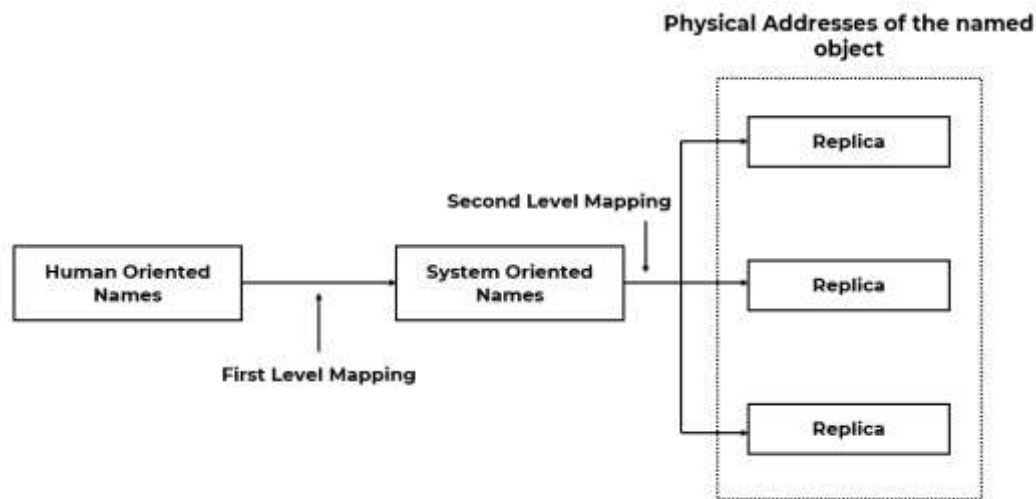 Physical Addresses of the named
object
Replica
Second Level Mapping
Human Oriented
Names
System Oriented
Names
Replica
First Level Mapping
Replica